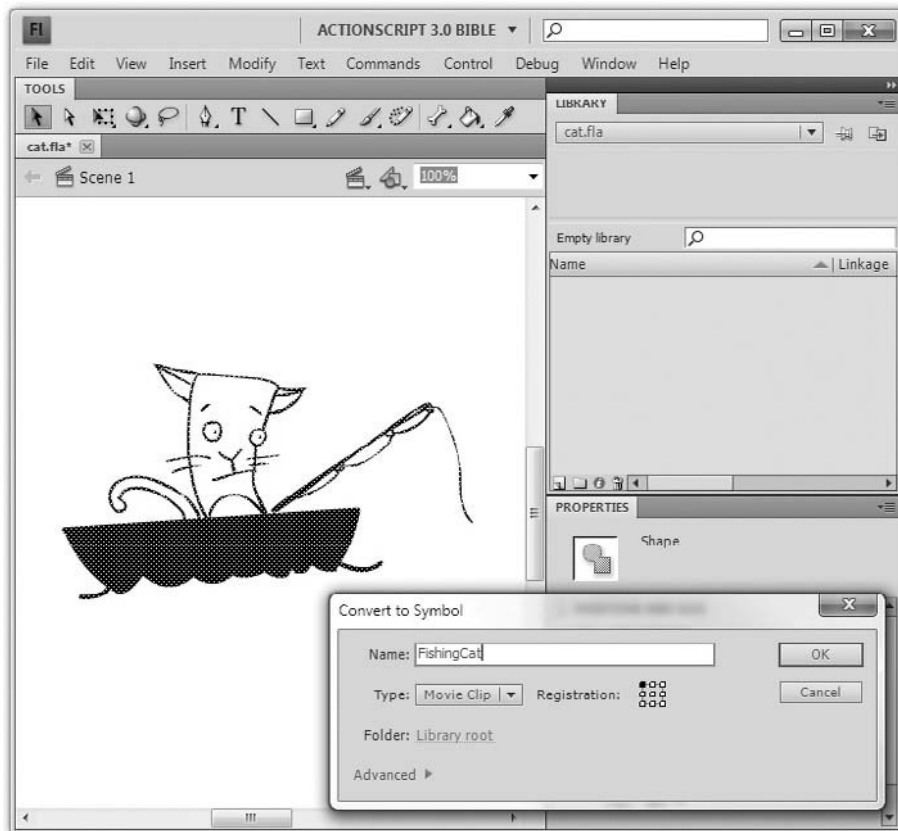 Fl
ACTIONSCRIPT 3.0 BIBLE
File Edit View Insert Modify Text Commands Control Debug Window Help
TOOLS
T
cat.fla*
Scene 1
100%
LIBRARY
cat.fla
Empty library
Name Linkage
PROPERTIES
Shape
Convert to Symbol
Name: FishingCat
OK
Type: Movie Clip Registration:
Cancel
Folder: Library root
Advanced